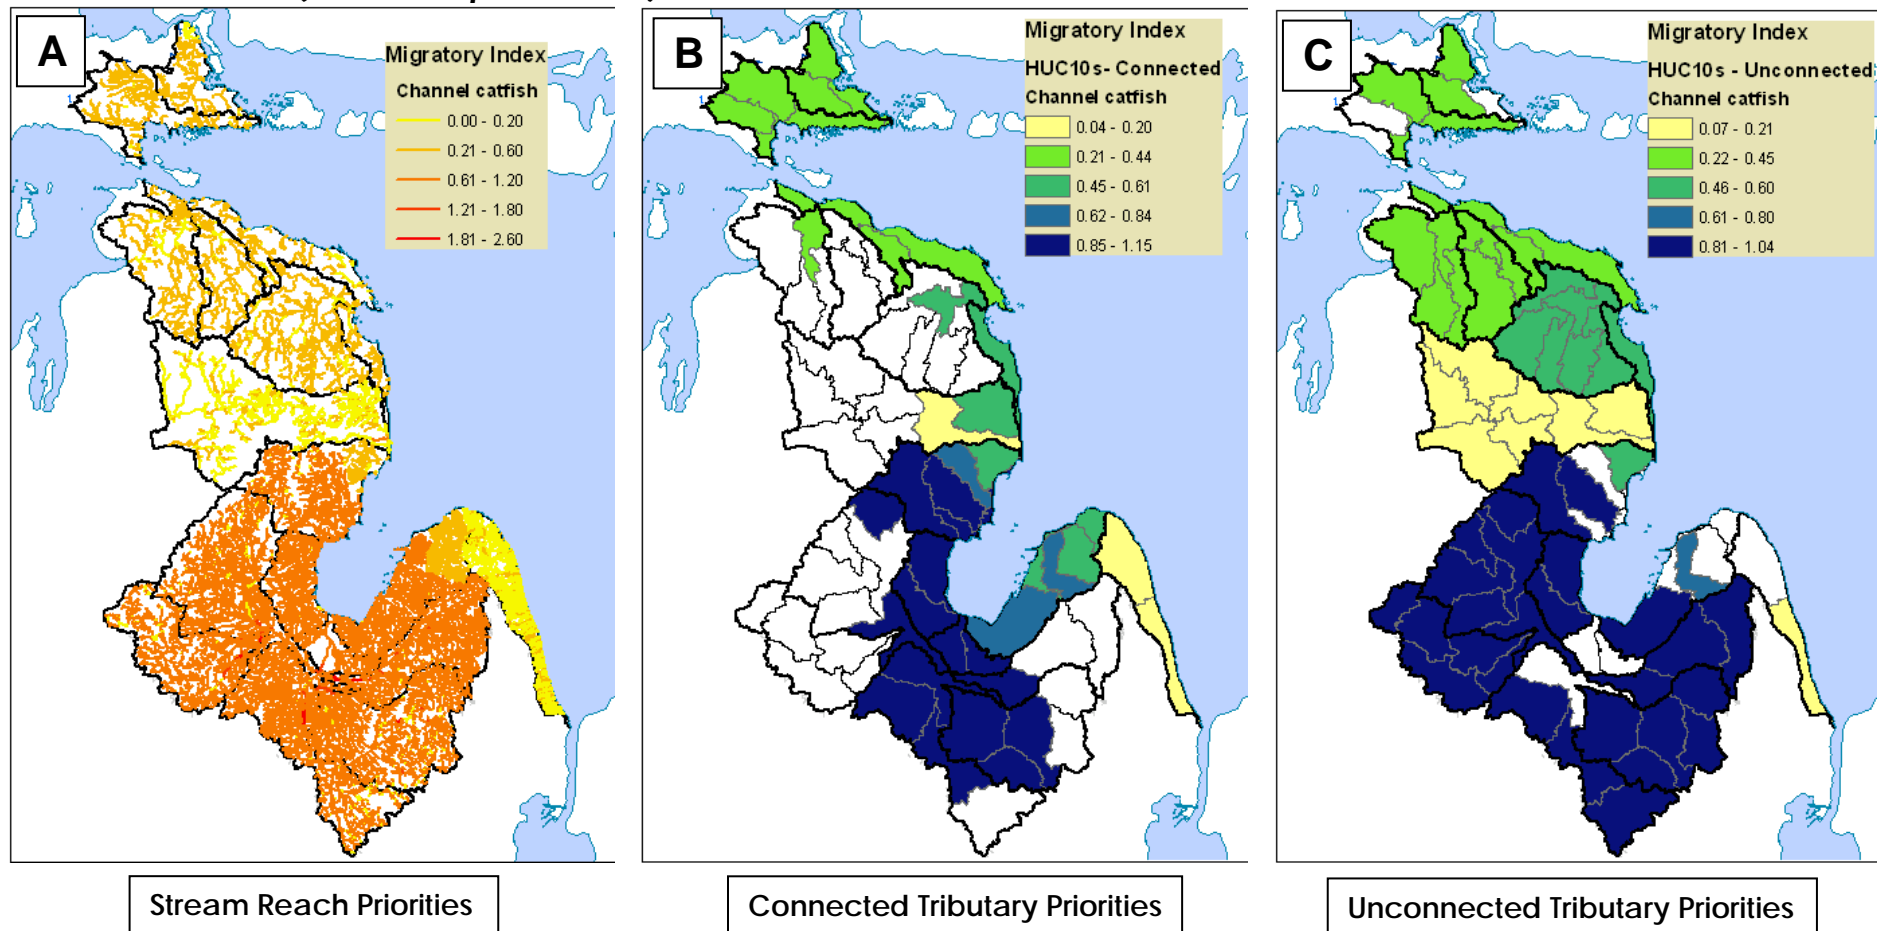 A
Migratory Index
Channel catfish
0.00 - 0.20
0.21 - 0.60
0.61 - 1.20
1.21 - 1.80
1.81 - 2.60
Stream Reach Priorities
B
Migratory Index
HUC10s- Connected
Channel catfish
0.04 - 0.20
0.21 - 0.44
0.45 - 0.61
0.62 - 0.84
0.85 - 1.15
Connected Tributary Priorities
C
Migratory Index
HUC10s - Unconnected
Channel catfish
0.07 - 0.21
0.22 - 0.45
0.46 - 0.60
0.61 - 0.80
0.81 - 1.04
Unconnected Tributary Priorities